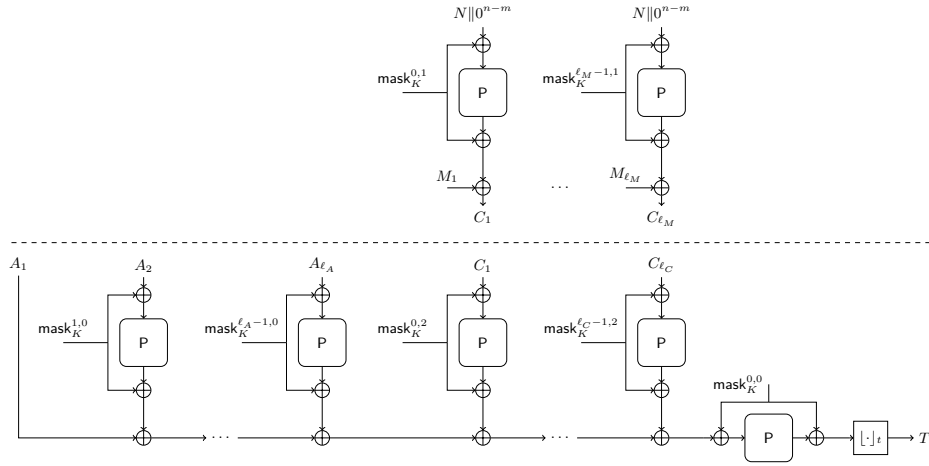 N‖0^{n−m} N‖0^{n−m}
mask_K^{0,1} P mask_K^{ℓ_M−1,1} P
M_1 ⋯ M_{ℓ_M}
C_1 C_{ℓ_M}
A_1 A_2 A_{ℓ_A} C_1 C_{ℓ_C}
mask_K^{1,0} P mask_K^{ℓ_A−1,0} P mask_K^{0,2} P mask_K^{ℓ_C−1,2} P
mask_K^{0,0}
⋯ ⋯ P ⌊·⌋_t T